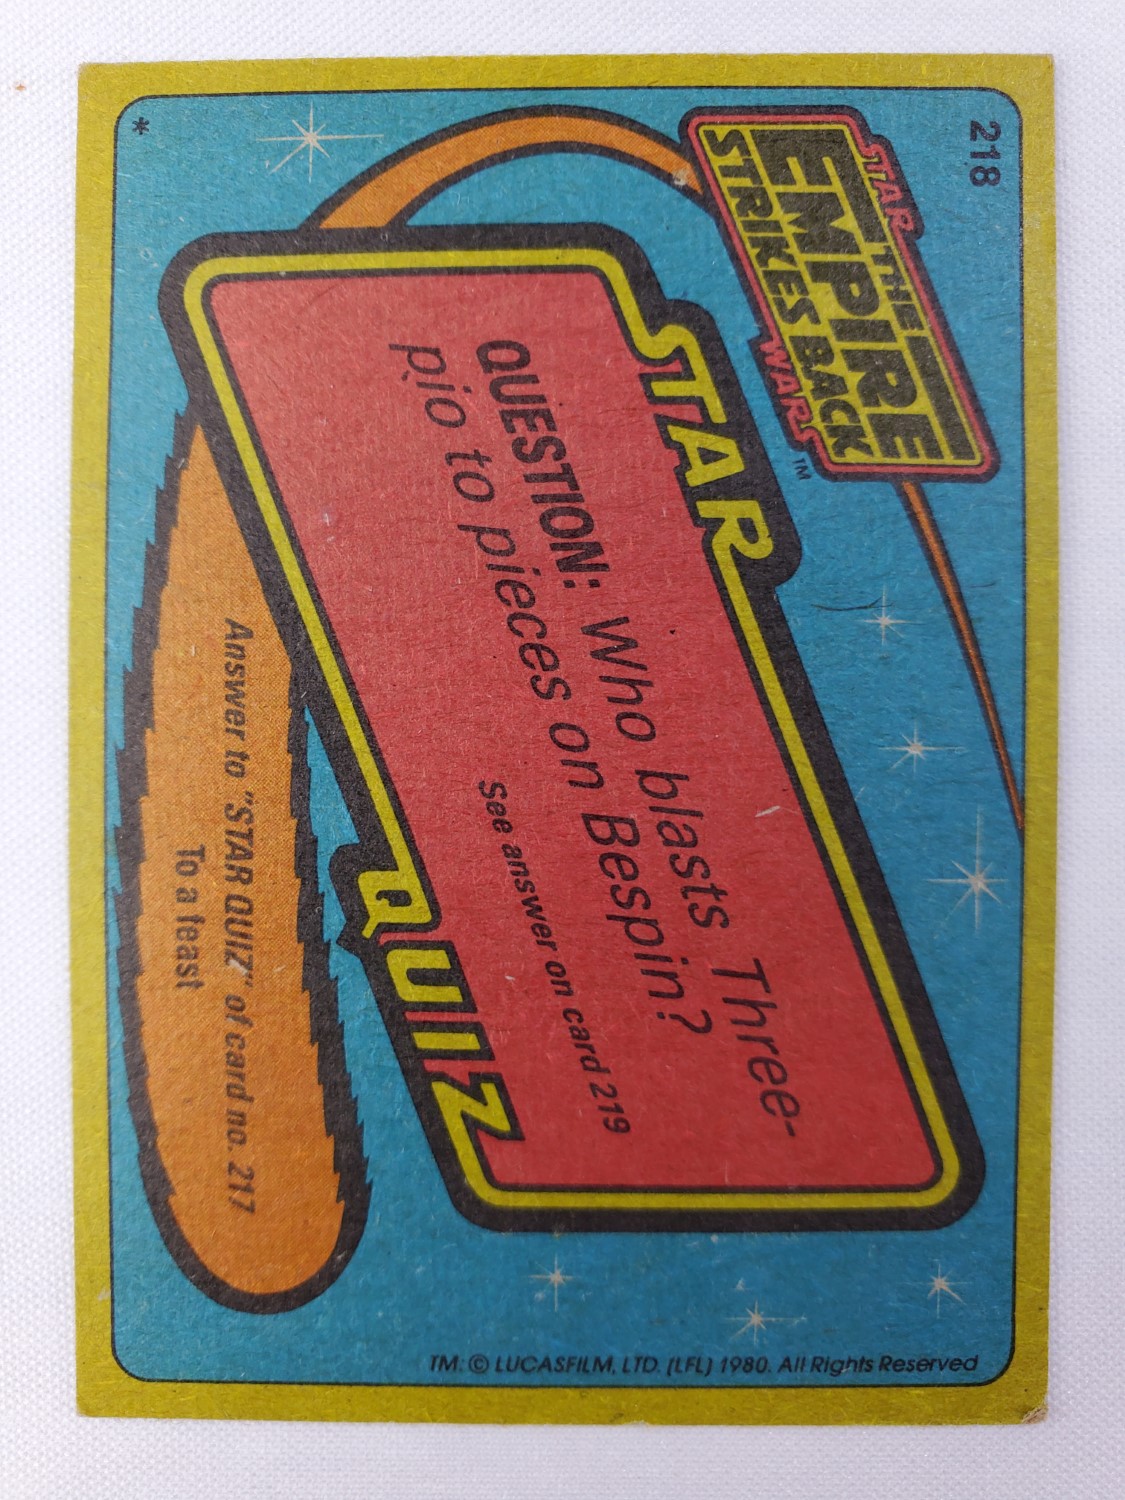 218
STAR
THE
EMPIRE
STRIKES BACK
WARS
TM
STAR
QUESTION: Who blasts Three-
pio to pieces on Bespin?
See answer on card 219
QUIZ
Answer to "STAR QUIZ" of card no. 217
To a feast
*
TM: © LUCASFILM, LTD. (LFL) 1980. All Rights Reserved